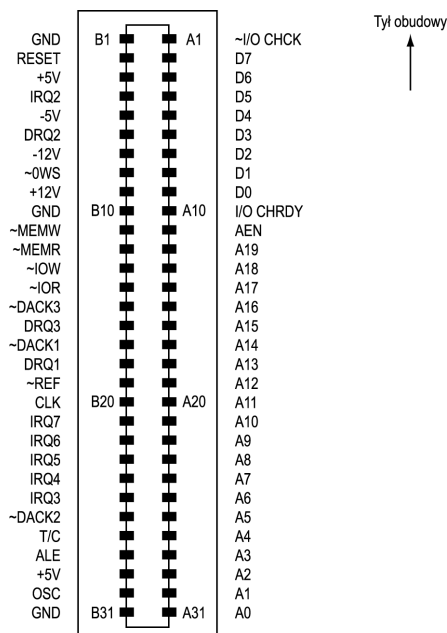 Tył obudowy
GND B1 A1 ~I/O CHCK
RESET D7
+5V D6
IRQ2 D5
-5V D4
DRQ2 D3
-12V D2
~0WS D1
+12V D0
GND B10 A10 I/O CHRDY
~MEMW AEN
~MEMR A19
~IOW A18
~IOR A17
~DACK3 A16
DRQ3 A15
~DACK1 A14
DRQ1 A13
~REF A12
CLK B20 A20 A11
IRQ7 A10
IRQ6 A9
IRQ5 A8
IRQ4 A7
IRQ3 A6
~DACK2 A5
T/C A4
ALE A3
+5V A2
OSC A1
GND B31 A31 A0